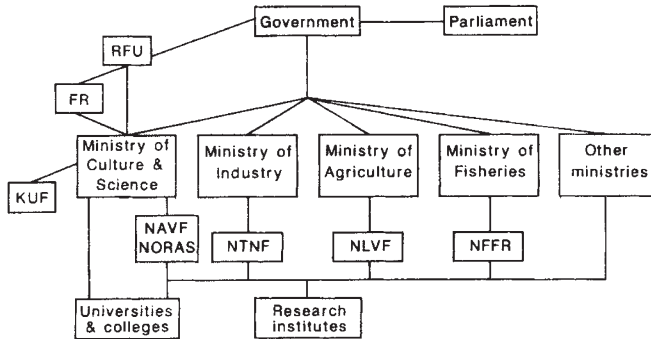 Government
Parliament
RFU
FR
Ministry of
Culture &
Science
Ministry of
Industry
Ministry of
Agriculture
Ministry of
Fisheries
Other
ministries
KUF
NAVF
NORAS
NTNF
NLVF
NFFR
Universities
& colleges
Research
institutes